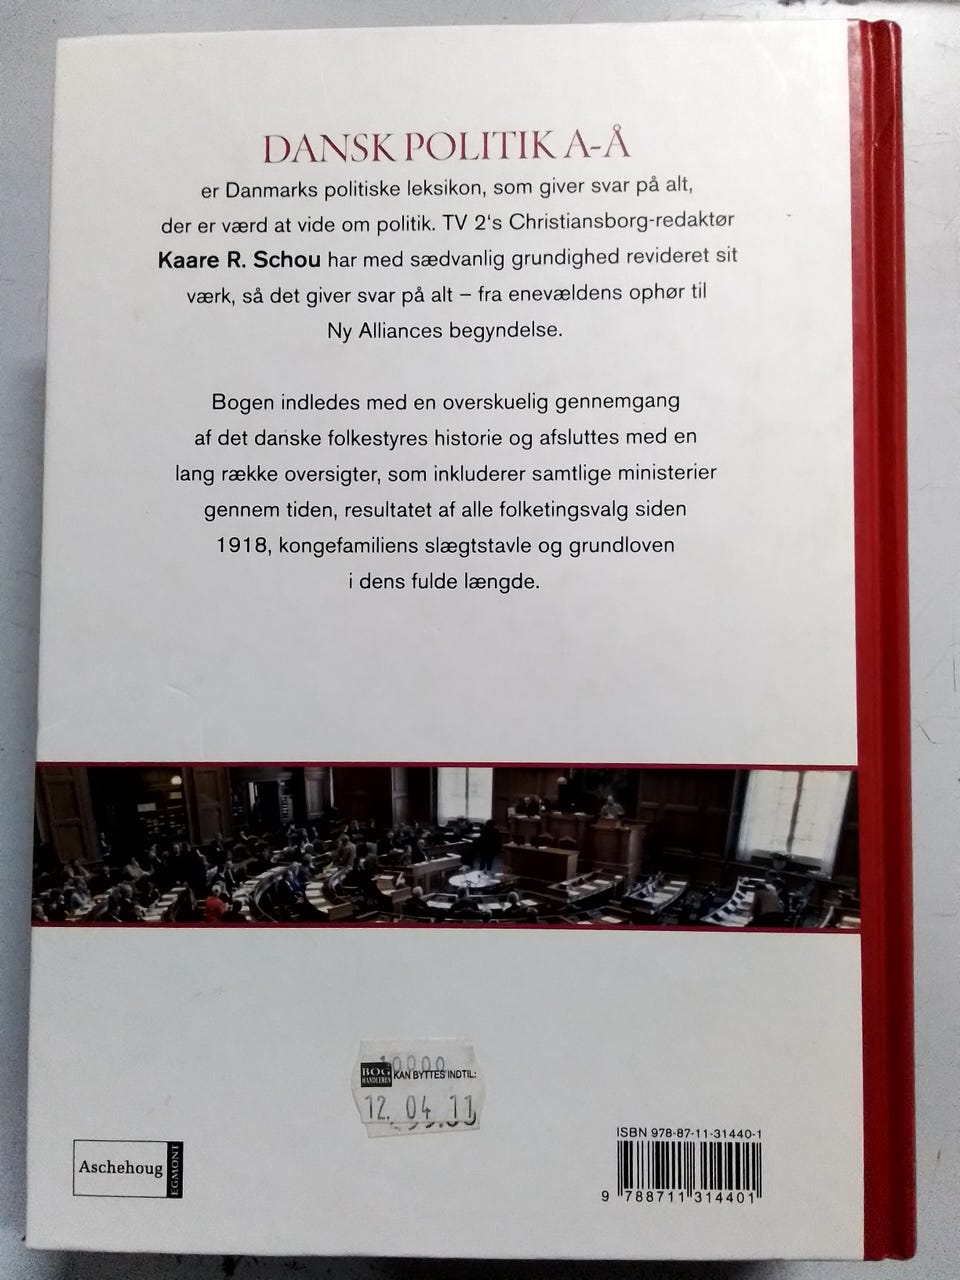 DANSK POLITIK A-Å
er Danmarks politiske leksikon, som giver svar på alt,
der er værd at vide om politik. TV 2's Christiansborg-redaktør
Kaare R. Schou har med sædvanlig grundighed revideret sit
værk, så det giver svar på alt – fra enevældens ophør til
Ny Alliances begyndelse.
Bogen indledes med en overskuelig gennemgang
af det danske folkestyres historie og afsluttes med en
lang række oversigter, som inkluderer samtlige ministerier
gennem tiden, resultatet af alle folketingsvalg siden
1918, kongefamiliens slægtstavle og grundloven
i dens fulde længde.
BOG
HANDLEREN
KAN BYTTES INDTIL:
12. 04 11
Aschehoug
EGMONT
ISBN 978-87-11-31440-1
9 788711 314401